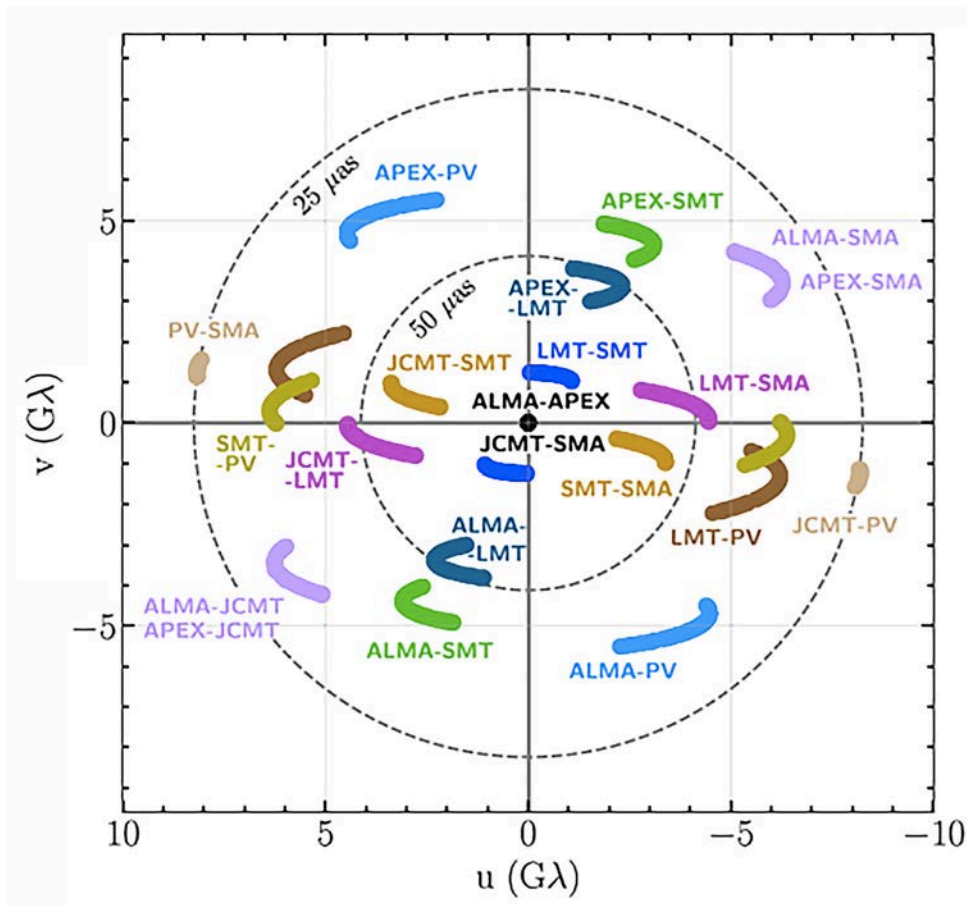 APEX-PV
25 μas
APEX-SMT
ALMA-SMA
APEX-SMA
5
APEX-
-LMT
50 μas
PV-SMA
JCMT-SMT
LMT-SMT
LMT-SMA
ALMA-APEX
0
JCMT-SMA
SMT-
-PV
JCMT-
-LMT
SMT-SMA
LMT-PV
JCMT-PV
ALMA-
-LMT
ALMA-JCMT
APEX-JCMT
−5
ALMA-SMT
ALMA-PV
v (Gλ)
10
5
0
−5
−10
u (Gλ)